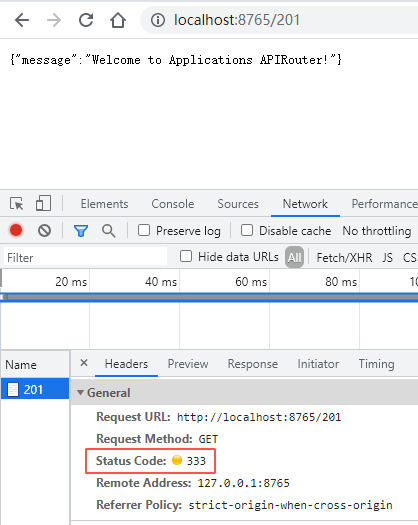 localhost:8765/201
{"message":"Welcome to Applications APIRouter!"}
Elements Console Sources Network Performance
Preserve log Disable cache No throttling
Filter Hide data URLs All Fetch/XHR JS CS
20 ms 40 ms 60 ms 80 ms 10
Name × Headers Preview Response Initiator Timing
201
General
Request URL: http://localhost:8765/201
Request Method: GET
Status Code: 333
Remote Address: 127.0.0.1:8765
Referrer Policy: strict-origin-when-cross-origin